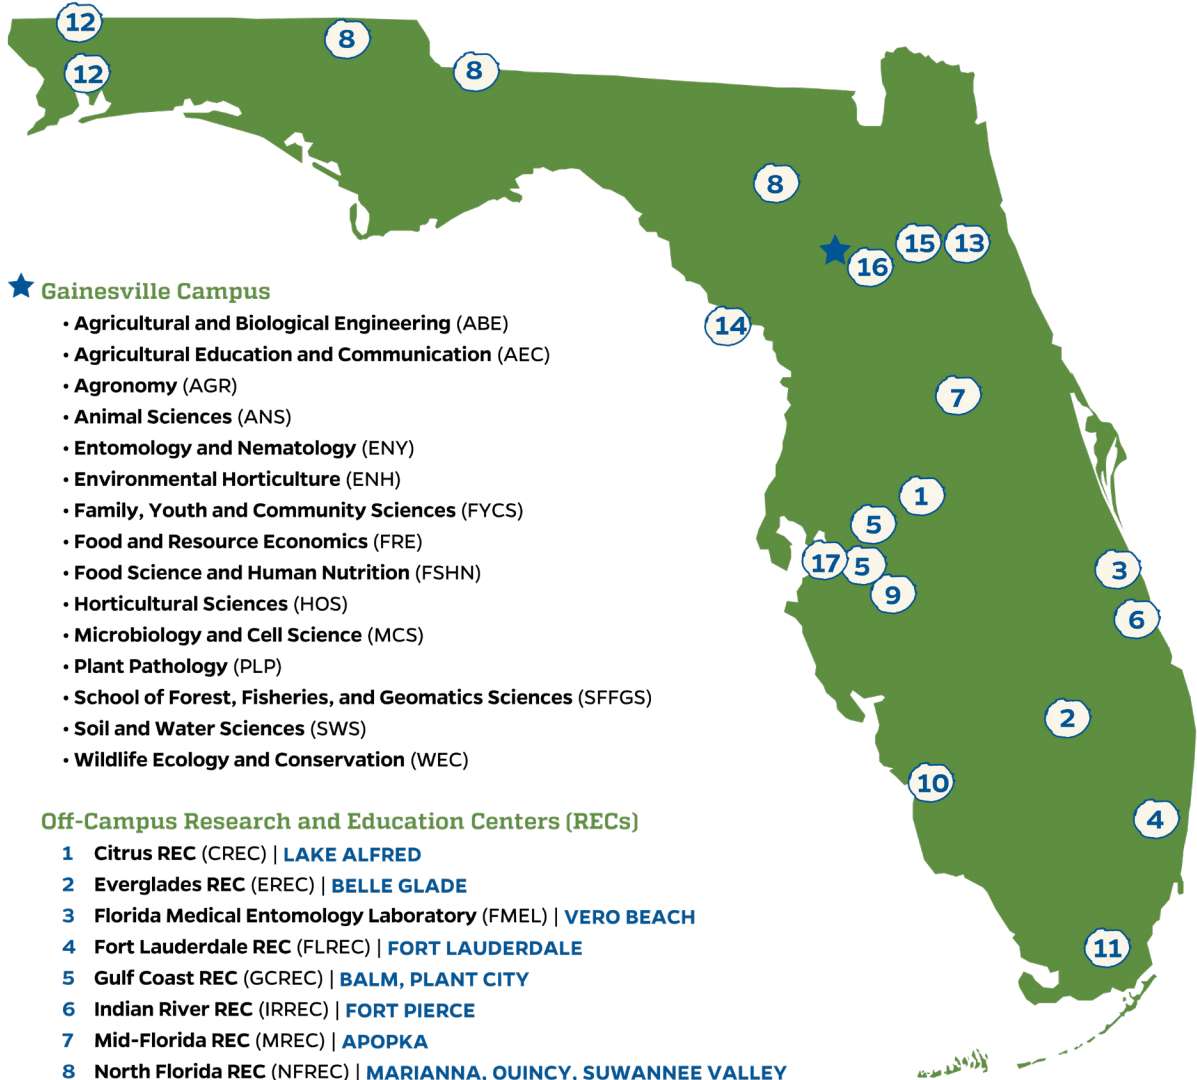 12
8
12
8
8
15
13
16
14
7
1
5
17
5
3
9
6
2
10
4
11
Gainesville Campus
• Agricultural and Biological Engineering (ABE)
• Agricultural Education and Communication (AEC)
• Agronomy (AGR)
• Animal Sciences (ANS)
• Entomology and Nematology (ENY)
• Environmental Horticulture (ENH)
• Family, Youth and Community Sciences (FYCS)
• Food and Resource Economics (FRE)
• Food Science and Human Nutrition (FSHN)
• Horticultural Sciences (HOS)
• Microbiology and Cell Science (MCS)
• Plant Pathology (PLP)
• School of Forest, Fisheries, and Geomatics Sciences (SFFGS)
• Soil and Water Sciences (SWS)
• Wildlife Ecology and Conservation (WEC)
Off-Campus Research and Education Centers (RECs)
1 Citrus REC (CREC) | LAKE ALFRED
2 Everglades REC (EREC) | BELLE GLADE
3 Florida Medical Entomology Laboratory (FMEL) | VERO BEACH
4 Fort Lauderdale REC (FLREC) | FORT LAUDERDALE
5 Gulf Coast REC (GCREC) | BALM, PLANT CITY
6 Indian River REC (IRREC) | FORT PIERCE
7 Mid-Florida REC (MREC) | APOPKA
8 North Florida REC (NFREC) | MARIANNA, QUINCY, SUWANNEE VALLEY